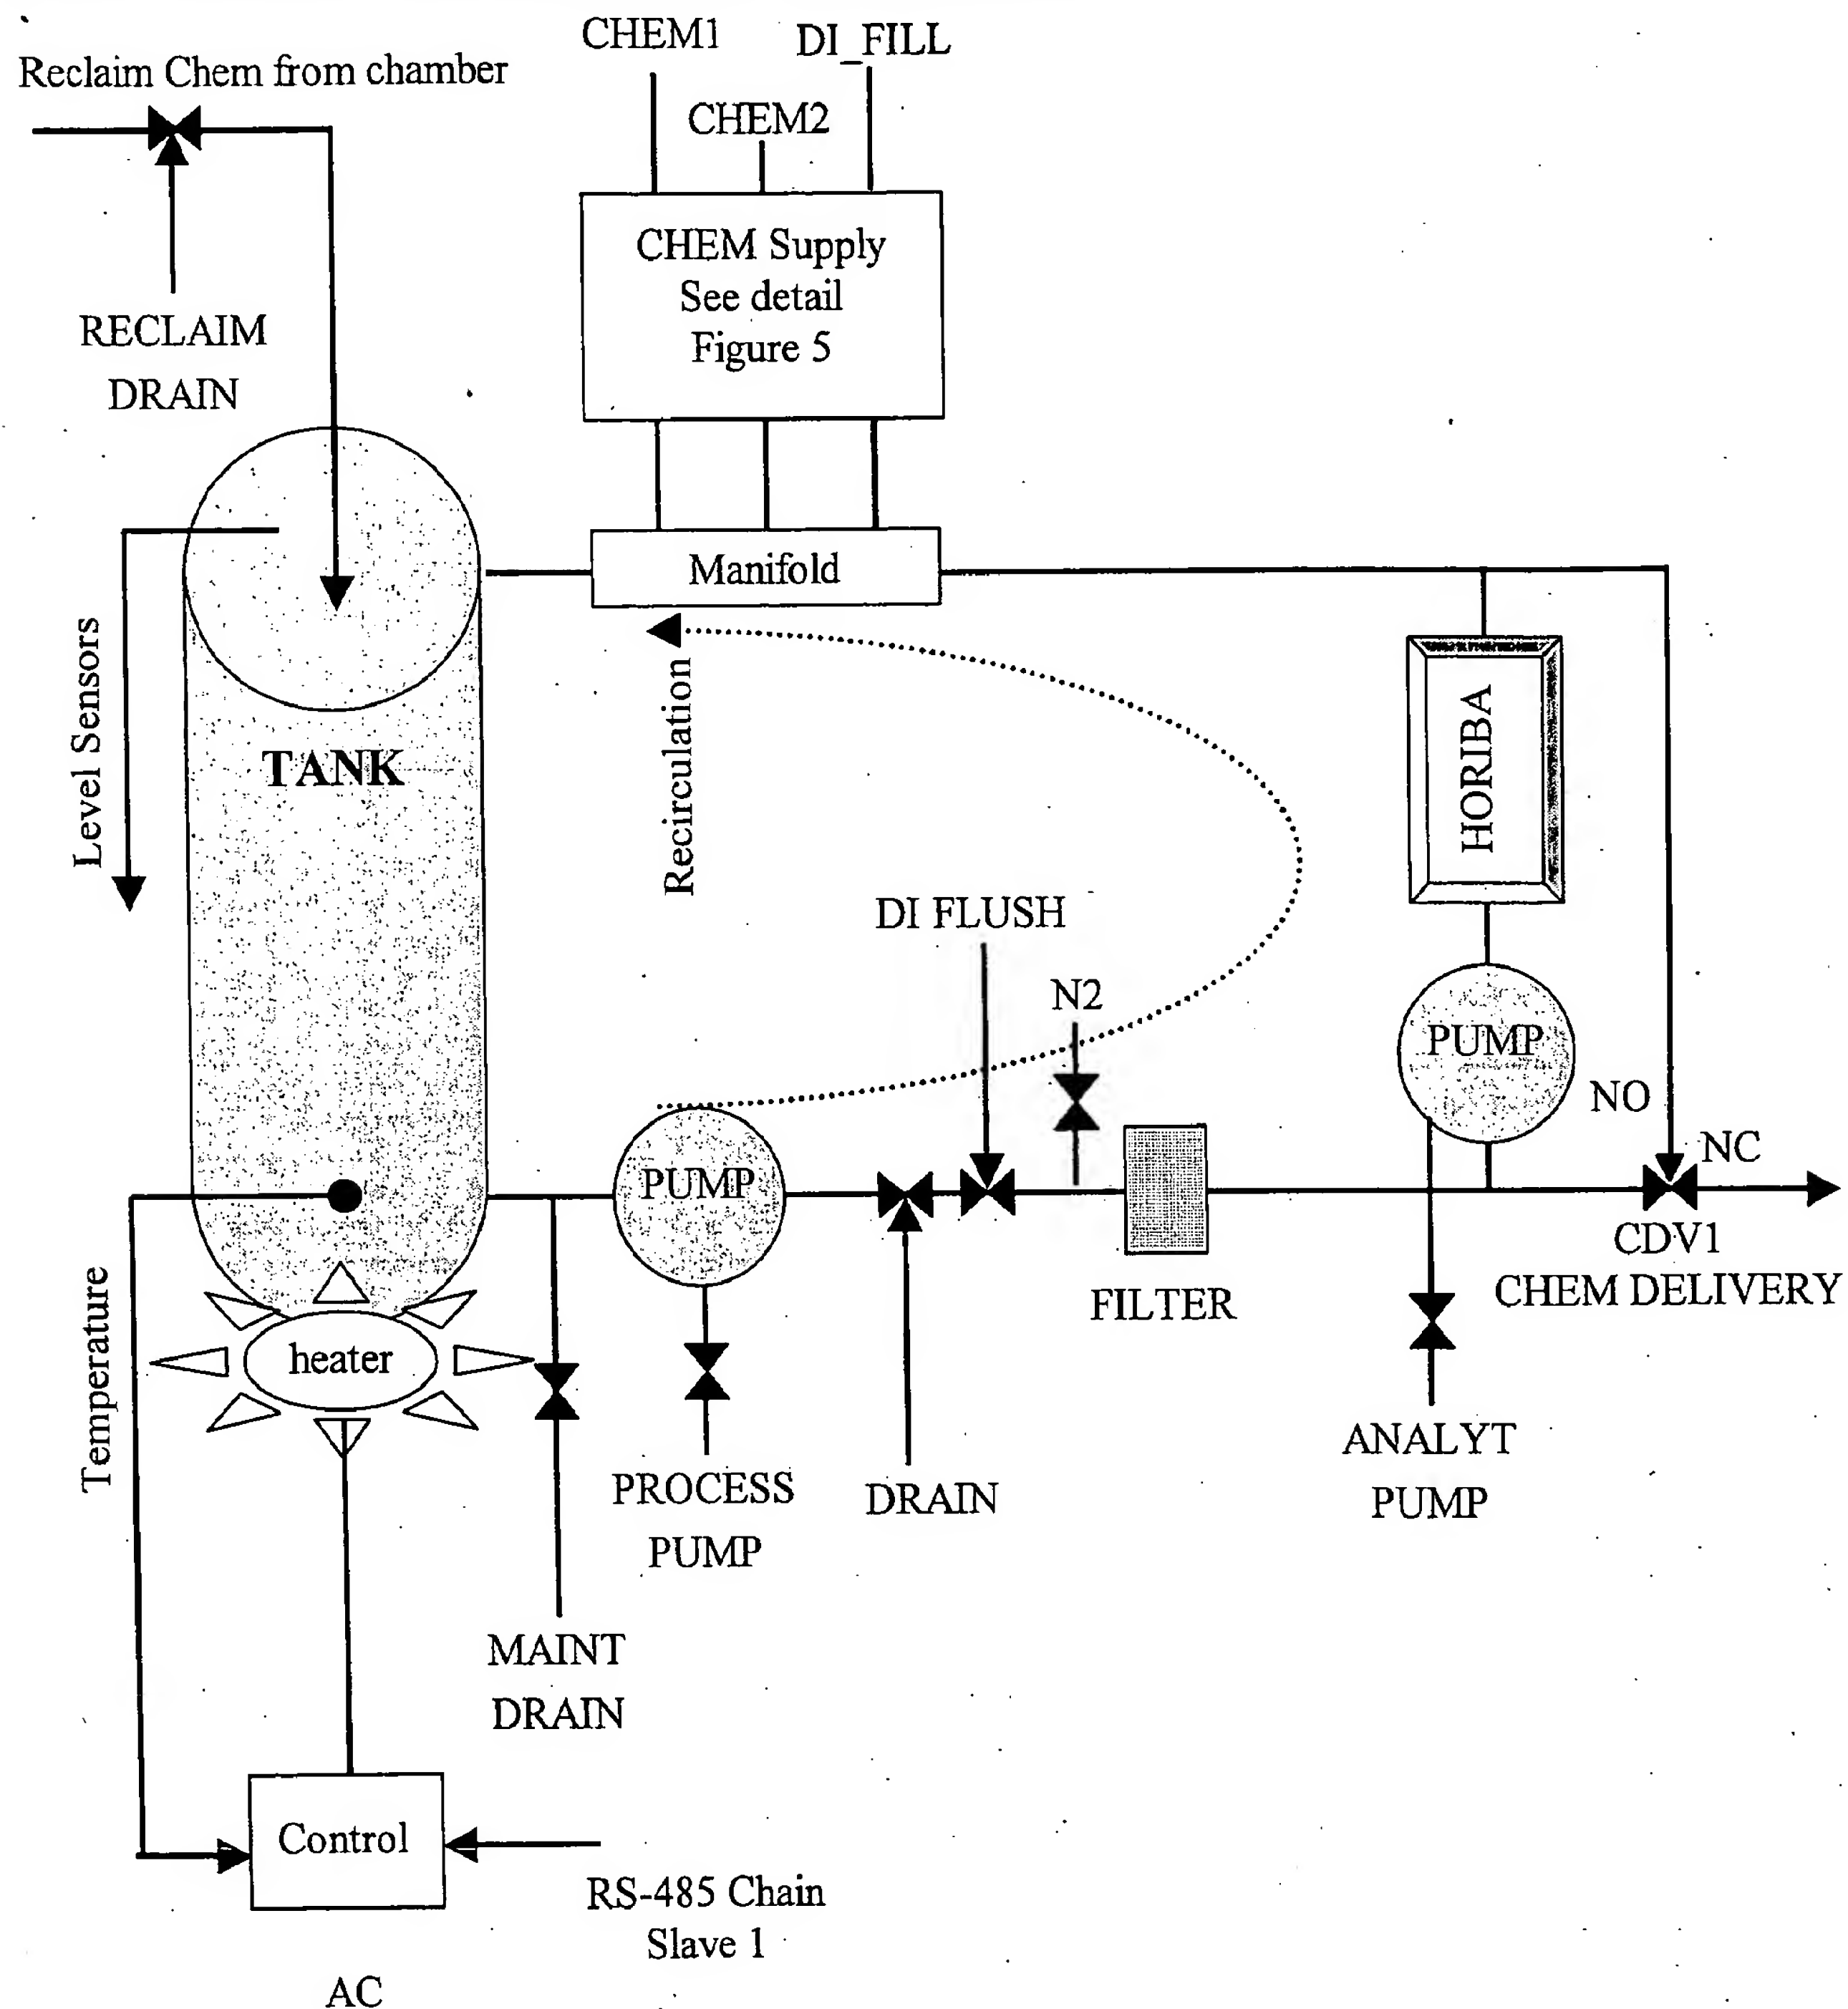 CHEM1
DI_FILL
Reclaim Chem from chamber
CHEM2
CHEM Supply
See detail
Figure 5
RECLAIM
DRAIN
Manifold
Level Sensors
TANK
Recirculation
HORIBA
DI FLUSH
N2
PUMP
NO
NC
PUMP
CDV1
CHEM DELIVERY
FILTER
Temperature
heater
ANALYT
PUMP
PROCESS
PUMP
DRAIN
MAINT
DRAIN
Control
RS-485 Chain
Slave 1
AC